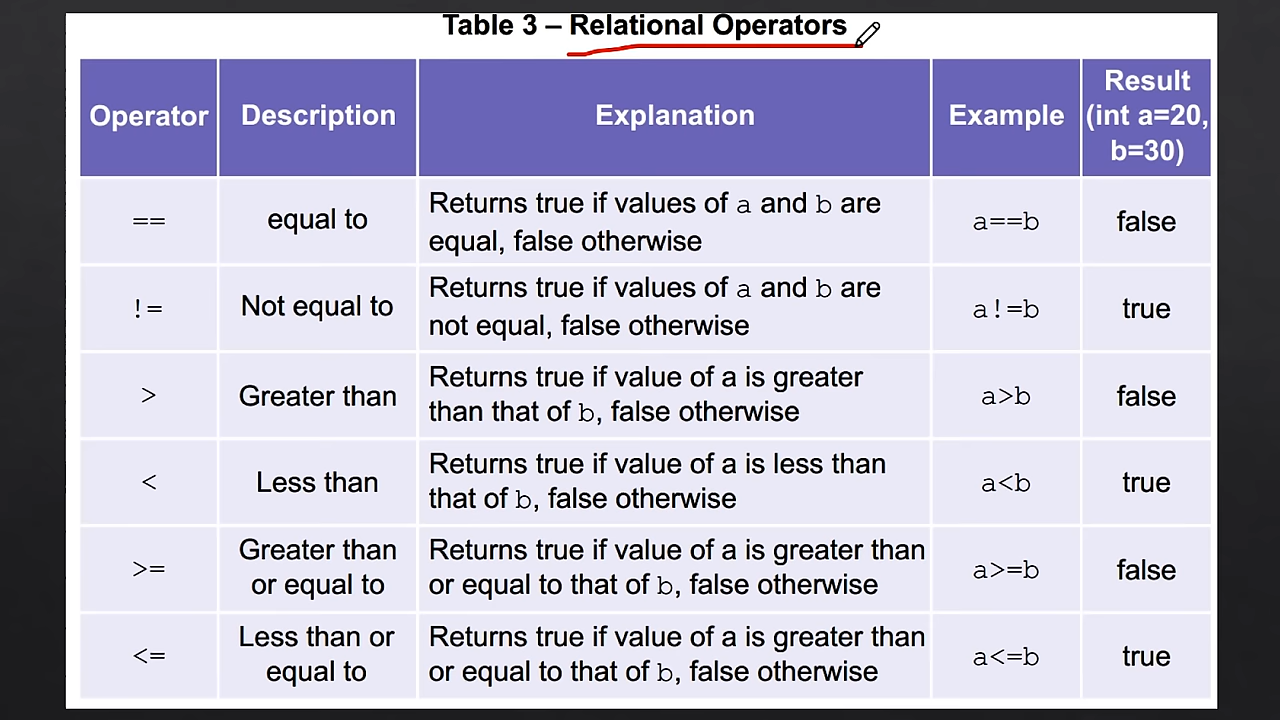 Table 3 – Relational Operators
Operator
Description
Explanation
Example
Result
(int a=20,
b=30)
==
equal to
Returns true if values of a and b are
equal, false otherwise
a==b
false
!=
Not equal to
Returns true if values of a and b are
not equal, false otherwise
a!=b
true
>
Greater than
Returns true if value of a is greater
than that of b, false otherwise
a>b
false
<
Less than
Returns true if value of a is less than
that of b, false otherwise
a<b
true
>=
Greater than
or equal to
Returns true if value of a is greater than
or equal to that of b, false otherwise
a>=b
false
<=
Less than or
equal to
Returns true if value of a is greater than
or equal to that of b, false otherwise
a<=b
true